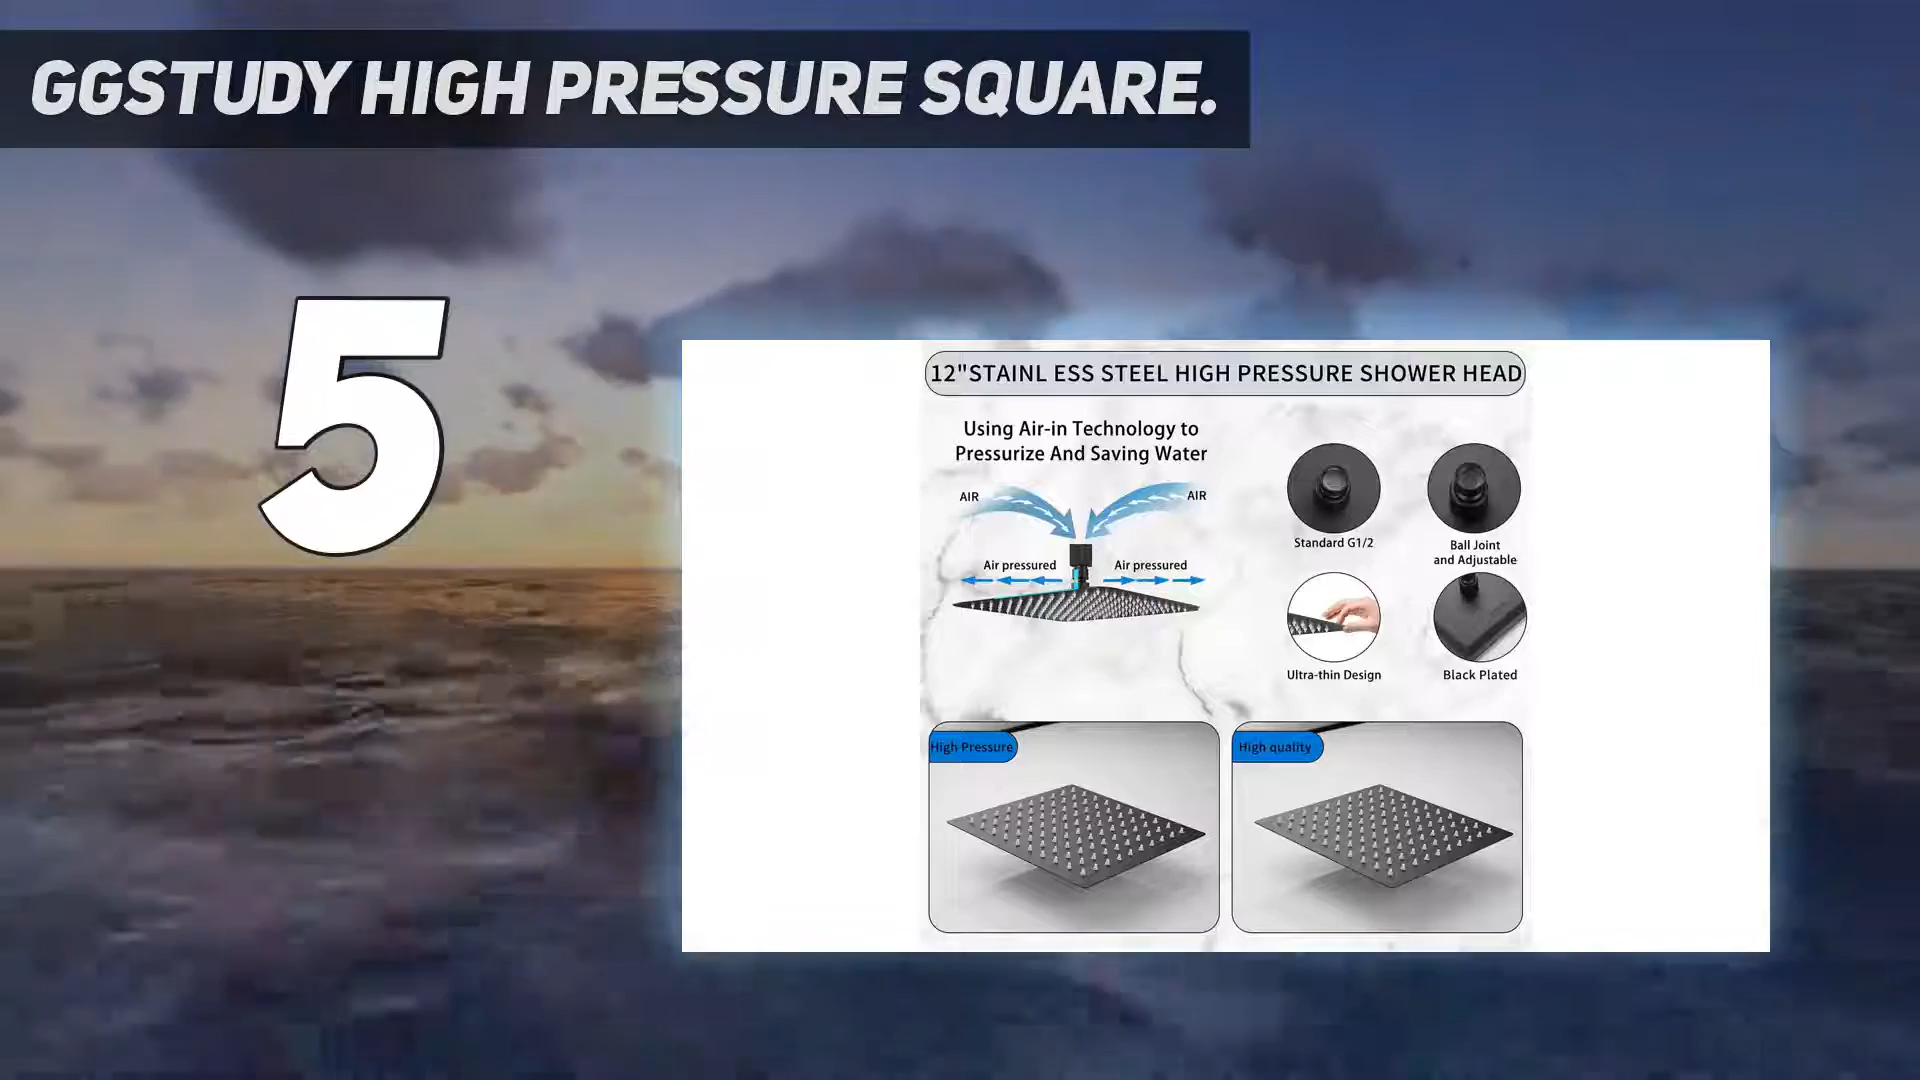 GGSTUDY HIGH PRESSURE SQUARE.
5
12"STAINL ESS STEEL HIGH PRESSURE SHOWER HEAD
Using Air-in Technology to
Pressurize And Saving Water
AIR
AIR
Air pressured
Air pressured
Standard G1/2
Ball Joint
and Adjustable
Ultra-thin Design
Black Plated
High Pressure
High quality